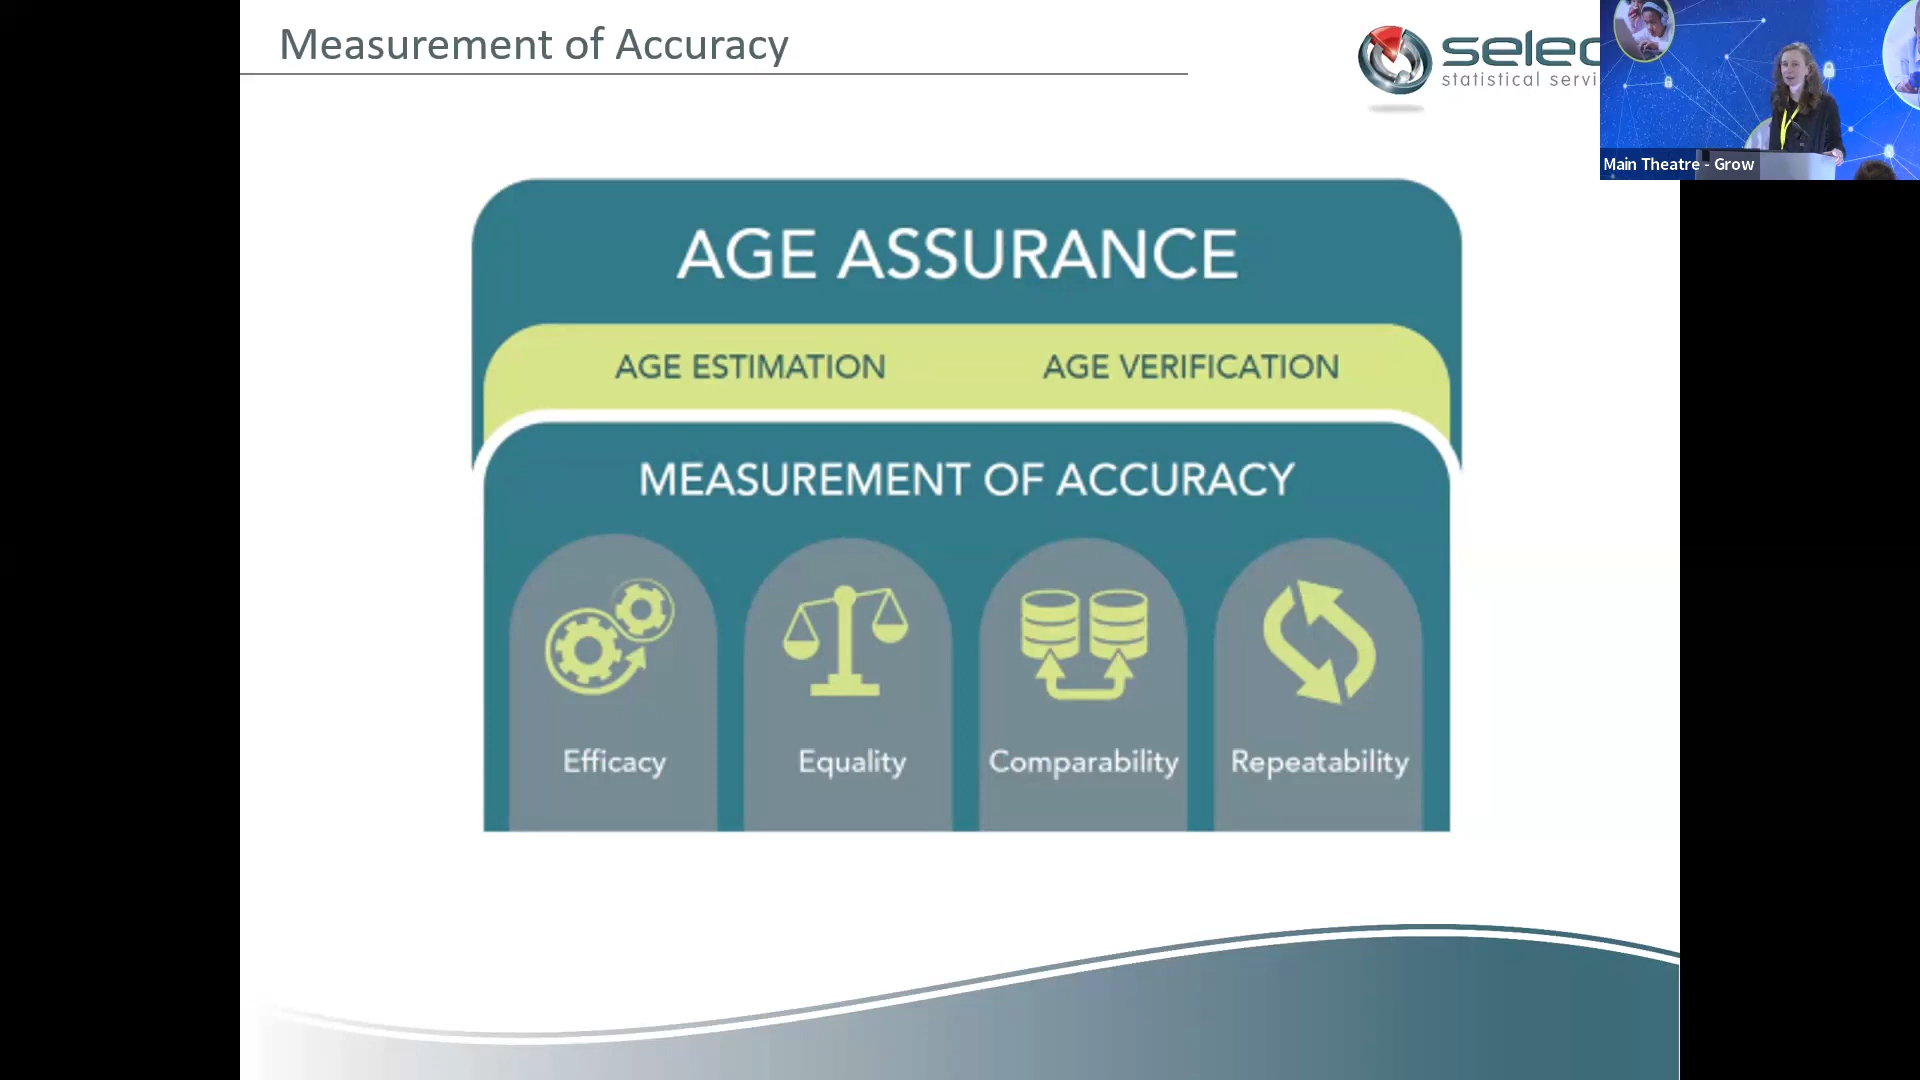 Measurement of Accuracy
selec
statistical servi
Main Theatre - Grow
AGE ASSURANCE
AGE ESTIMATION AGE VERIFICATION
MEASUREMENT OF ACCURACY
Efficacy Equality Comparability Repeatability